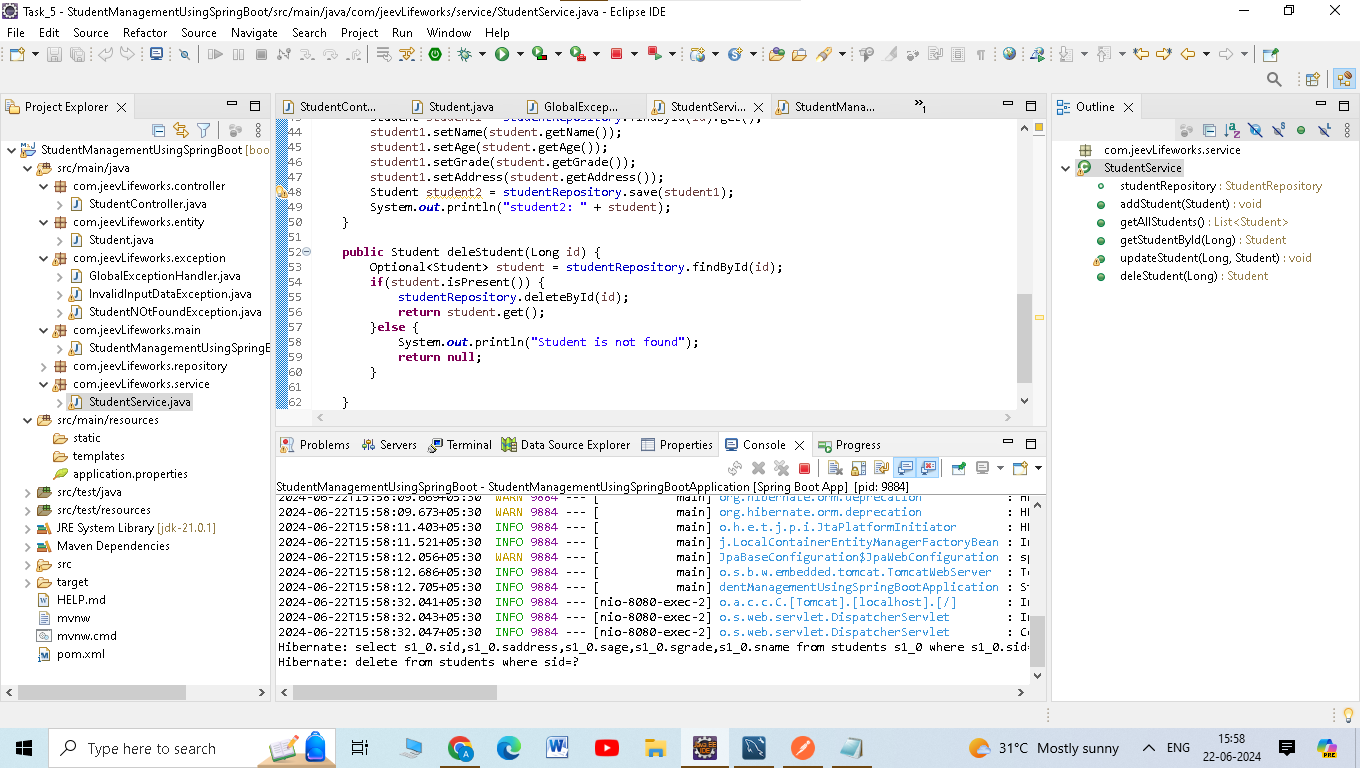 Task_5 - StudentManagementUsingSpringBoot/src/main/java/com/jeevLifeworks/service/StudentService.java - Eclipse IDE
File Edit Source Refactor Source Navigate Search Project Run Window Help
Project Explorer
StudentManagementUsingSpringBoot [boo
src/main/java
com.jeevLifeworks.controller
StudentController.java
com.jeevLifeworks.entity
Student.java
com.jeevLifeworks.exception
GlobalExceptionHandler.java
InvalidInputDataException.java
StudentNOtFoundException.java
com.jeevLifeworks.main
StudentManagementUsingSpringE
com.jeevLifeworks.repository
com.jeevLifeworks.service
StudentService.java
src/main/resources
static
templates
application.properties
src/test/java
src/test/resources
JRE System Library [jdk-21.0.1]
Maven Dependencies
src
target
HELP.md
mvnw
mvnw.cmd
pom.xml
StudentCont... Student.java GlobalExcep... StudentServi... StudentMana... »1
43 Student student1 = studentRepository.findById(id).get();
44 student1.setName(student.getName());
45 student1.setAge(student.getAge());
46 student1.setGrade(student.getGrade());
47 student1.setAddress(student.getAddress());
48 Student student2 = studentRepository.save(student1);
49 System.out.println("student2: " + student);
50 }
51
52 public Student deleStudent(Long id) {
53 Optional<Student> student = studentRepository.findById(id);
54 if(student.isPresent()) {
55 studentRepository.deleteById(id);
56 return student.get();
57 }else {
58 System.out.println("Student is not found");
59 return null;
60 }
61
62 }
Problems Servers Terminal Data Source Explorer Properties Console Progress
StudentManagementUsingSpringBoot - StudentManagementUsingSpringBootApplication [Spring Boot App] [pid: 9884]
2024-06-22T15:58:09.669+05:30 WARN 9884 --- [ main] org.hibernate.orm.deprecation : HI
2024-06-22T15:58:09.673+05:30 WARN 9884 --- [ main] org.hibernate.orm.deprecation : HI
2024-06-22T15:58:11.403+05:30 INFO 9884 --- [ main] o.h.e.t.j.p.i.JtaPlatformInitiator : HI
2024-06-22T15:58:11.521+05:30 INFO 9884 --- [ main] j.LocalContainerEntityManagerFactoryBean : In
2024-06-22T15:58:12.056+05:30 WARN 9884 --- [ main] JpaBaseConfiguration$JpaWebConfiguration : sp
2024-06-22T15:58:12.686+05:30 INFO 9884 --- [ main] o.s.b.w.embedded.tomcat.TomcatWebServer : To
2024-06-22T15:58:12.705+05:30 INFO 9884 --- [ main] dentManagementUsingSpringBootApplication : St
2024-06-22T15:58:32.041+05:30 INFO 9884 --- [nio-8080-exec-2] o.a.c.c.C.[Tomcat].[localhost].[/] : In
2024-06-22T15:58:32.043+05:30 INFO 9884 --- [nio-8080-exec-2] o.s.web.servlet.DispatcherServlet : In
2024-06-22T15:58:32.047+05:30 INFO 9884 --- [nio-8080-exec-2] o.s.web.servlet.DispatcherServlet : Co
Hibernate: select s1_0.sid,s1_0.saddress,s1_0.sage,s1_0.sgrade,s1_0.sname from students s1_0 where s1_0.sid=
Hibernate: delete from students where sid=?
Outline
com.jeevLifeworks.service
StudentService
studentRepository : StudentRepository
addStudent(Student) : void
getAllStudents() : List<Student>
getStudentById(Long) : Student
updateStudent(Long, Student) : void
deleStudent(Long) : Student
Type here to search
31°C Mostly sunny
ENG
15:58
22-06-2024